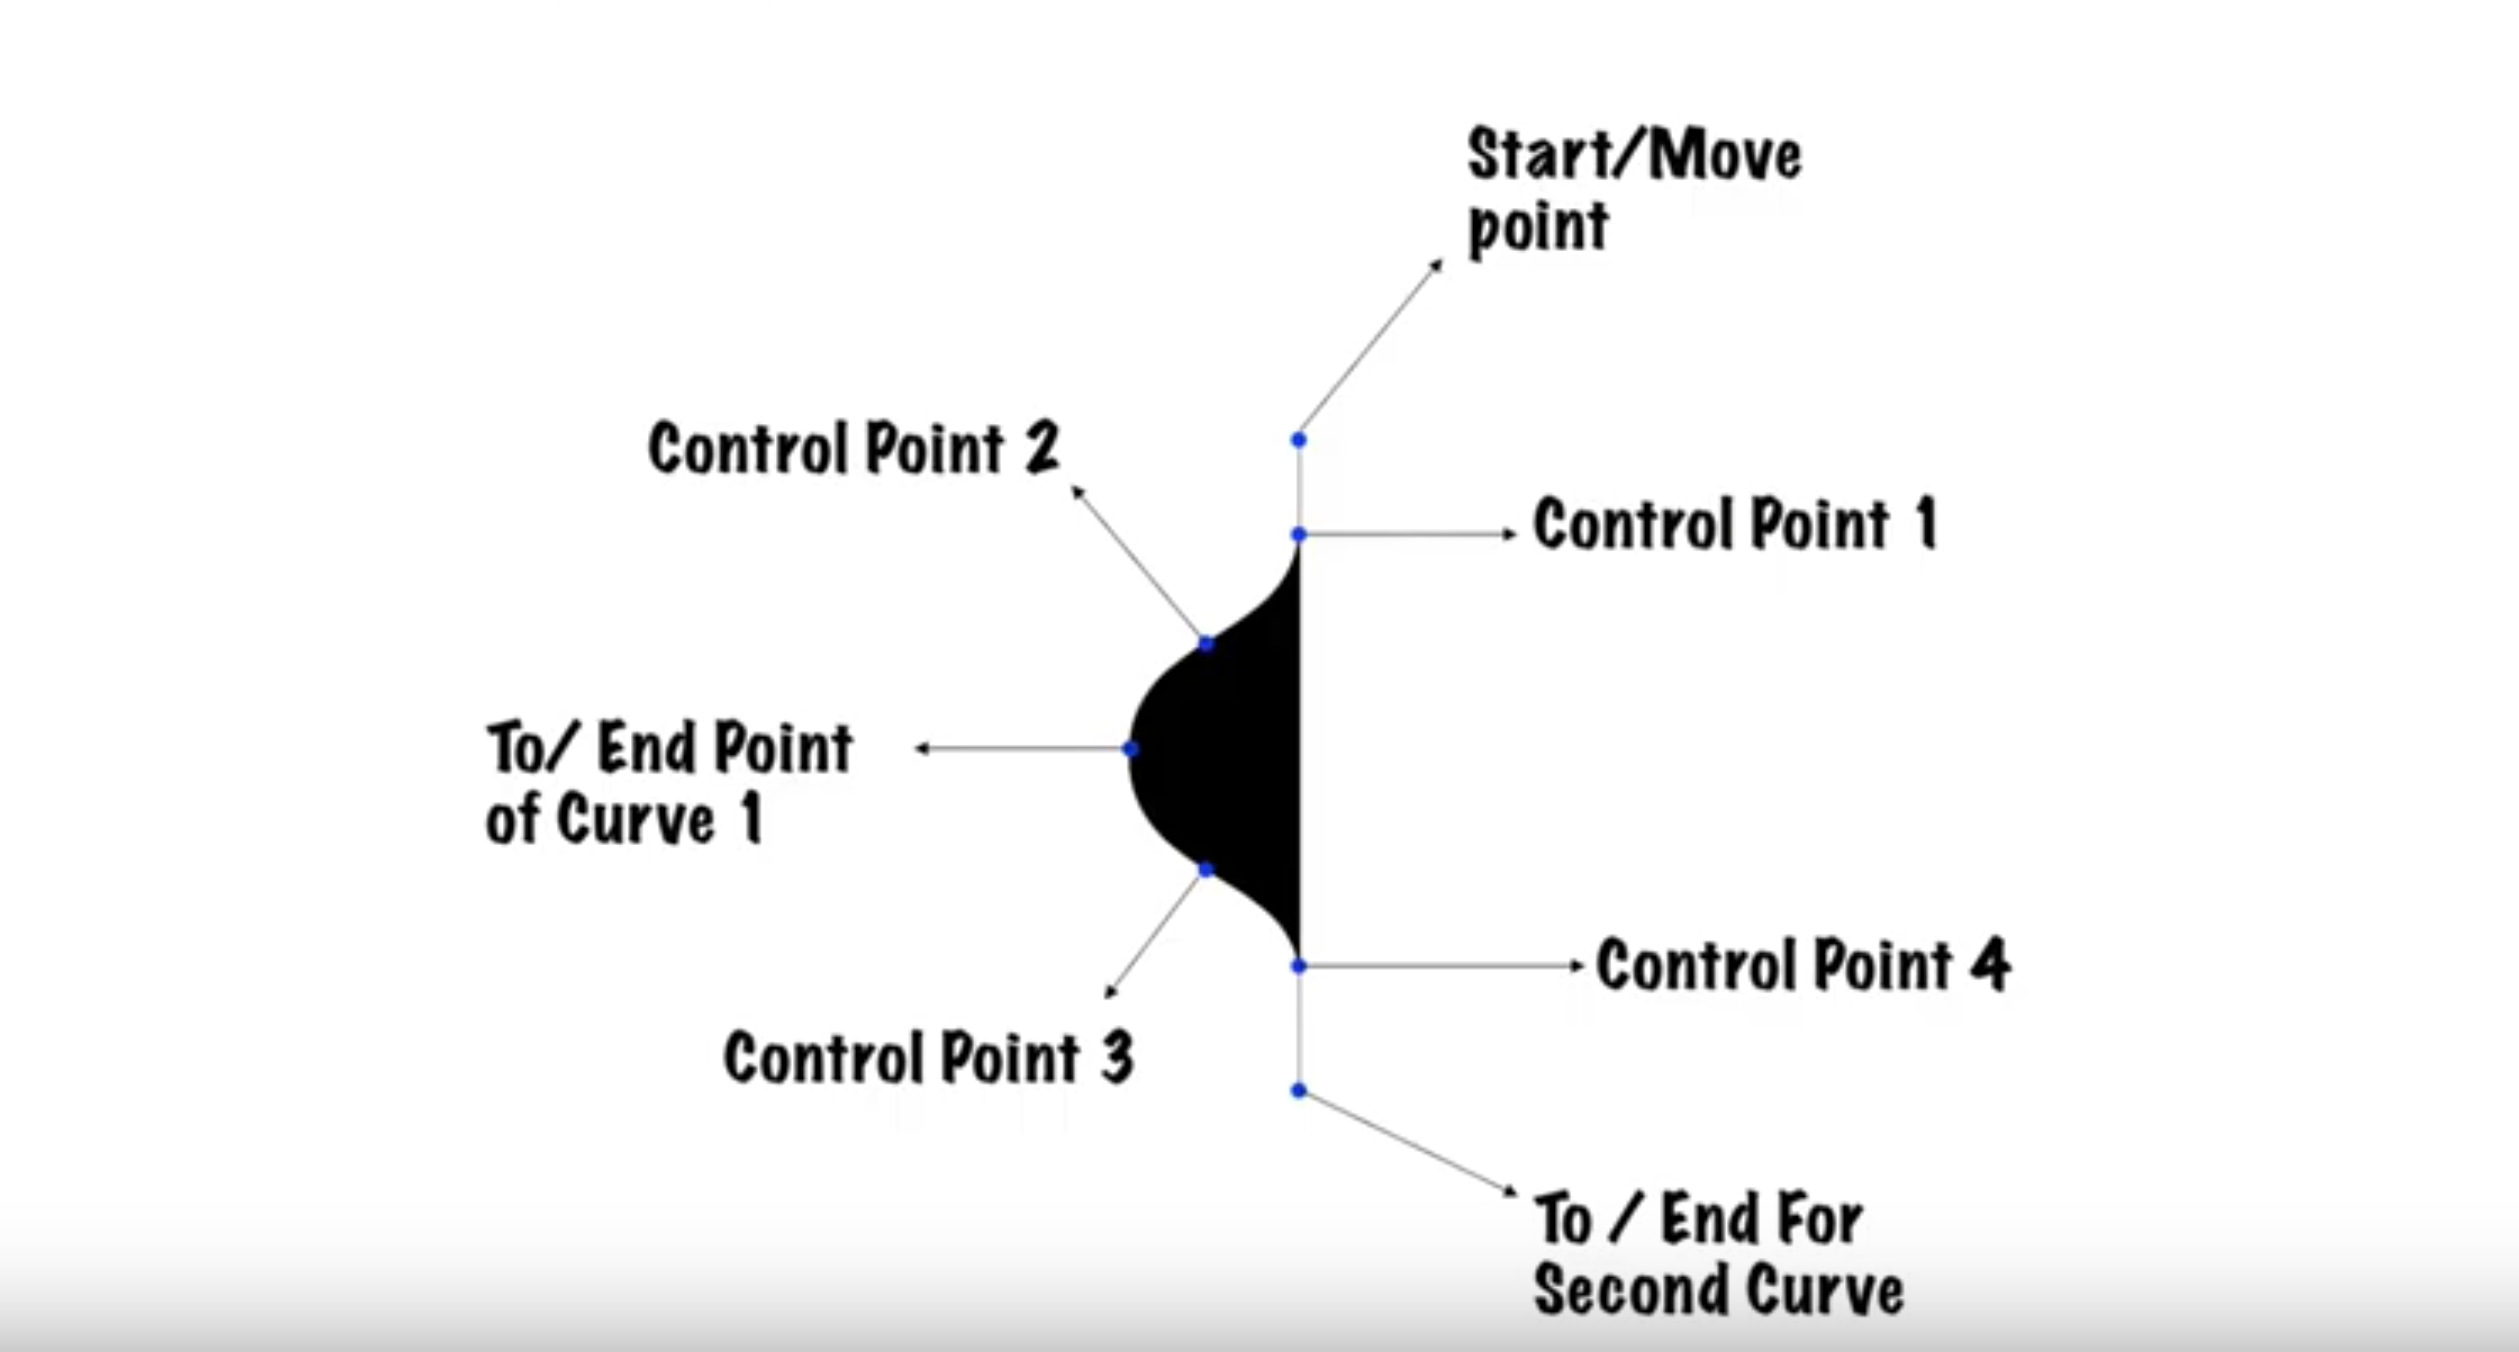 Start/Move
point
Control Point 2
Control Point 1
To/ End Point
of Curve 1
Control Point 4
Control Point 3
To / End For
Second Curve